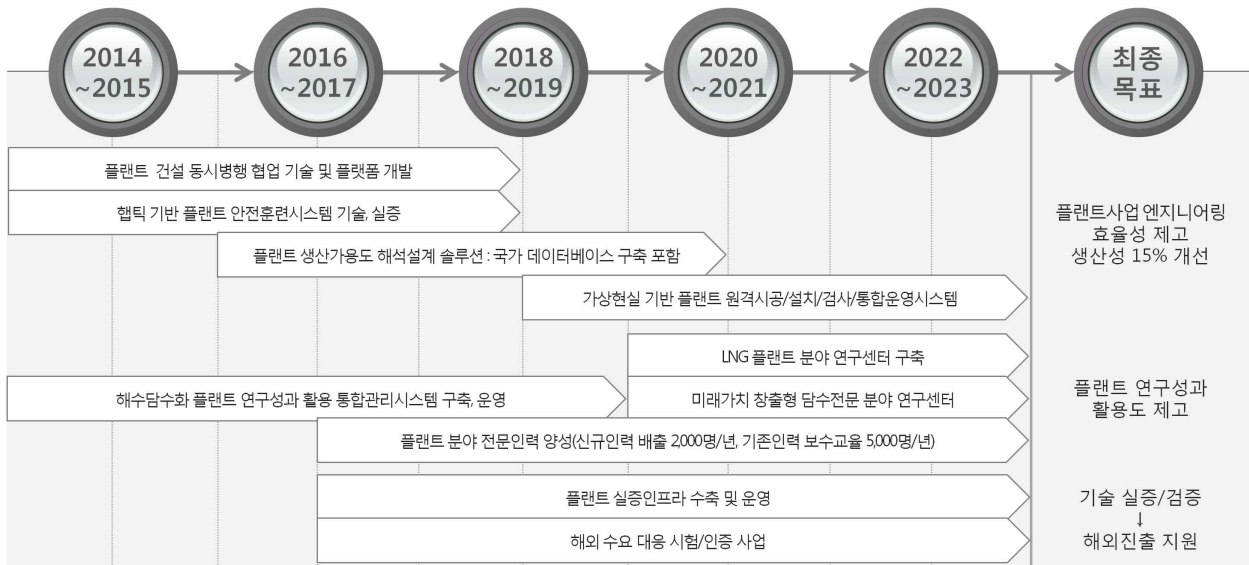 2014
~2015
2016
~2017
2018
~2019
2020
~2021
2022
~2023
최종
목표
플랜트 건설 동시병행 협업 기술 및 플랫폼 개발
햅틱 기반 플랜트 안전훈련시스템 기술, 실증
플랜트 생산가용도 해석설계 솔루션 : 국가 데이터베이스 구축 포함
가상현실 기반 플랜트 원격시공/설치/검사/통합운영시스템
플랜트사업 엔지니어링
효율성 제고
생산성 15% 개선
LNG 플랜트 분야 연구센터 구축
해수담수화 플랜트 연구성과 활용 통합관리시스템 구축, 운영
미래가치 창출형 담수전문 분야 연구센터
플랜트 분야 전문인력 양성(신규인력 배출 2,000명/년, 기존인력 보수교율 5,000명/년)
플랜트 연구성과
활용도 제고
플랜트 실증인프라 수축 및 운영
해외 수요 대응 시험/인증 사업
기술 실증/검증
↓
해외진출 지원